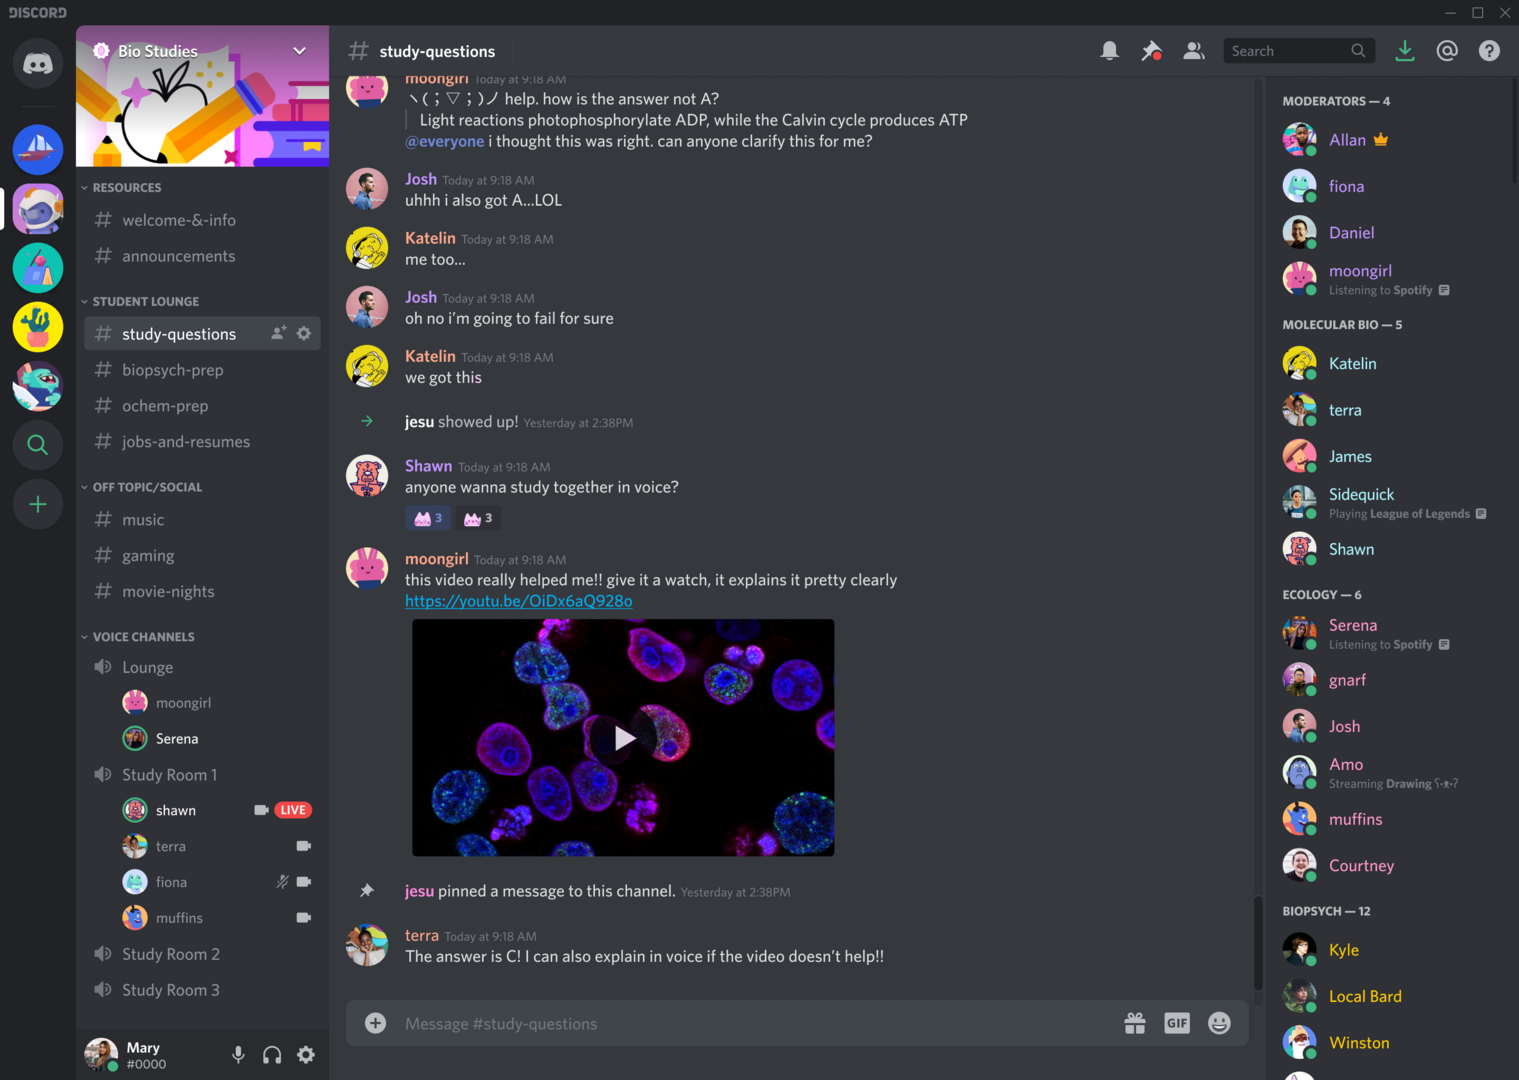 DISCORD
Bio Studies
RESOURCES
welcome-&-info
announcements
STUDENT LOUNGE
study-questions
biopsych-prep
ochem-prep
jobs-and-resumes
OFF TOPIC/SOCIAL
music
gaming
movie-nights
VOICE CHANNELS
Lounge
moongirl
Serena
Study Room 1
shawn LIVE
terra
fiona
muffins
Study Room 2
Study Room 3
Mary
#0000
# study-questions
Search
moongirl Today at 9:18 AM
ヽ(；▽；)ノ help. how is the answer not A?
Light reactions photophosphorylate ADP, while the Calvin cycle produces ATP
@everyone i thought this was right. can anyone clarify this for me?
Josh Today at 9:18 AM
uhhh i also got A...LOL
Katelin Today at 9:18 AM
me too...
Josh Today at 9:18 AM
oh no i’m going to fail for sure
Katelin Today at 9:18 AM
we got this
jesu showed up! Yesterday at 2:38PM
Shawn Today at 9:18 AM
anyone wanna study together in voice?
3 3
moongirl Today at 9:18 AM
this video really helped me!! give it a watch, it explains it pretty clearly
https://youtu.be/OiDx6aQ928o
jesu pinned a message to this channel. Yesterday at 2:38PM
terra Today at 9:18 AM
The answer is C! I can also explain in voice if the video doesn’t help!!
Message #study-questions
GIF
MODERATORS — 4
Allan
fiona
Daniel
moongirl
Listening to Spotify
MOLECULAR BIO — 5
Katelin
terra
James
Sidequick
Playing League of Legends
Shawn
ECOLOGY — 6
Serena
Listening to Spotify
gnarf
Josh
Amo
Streaming Drawing
muffins
Courtney
BIOPSYCH — 12
Kyle
Local Bard
Winston